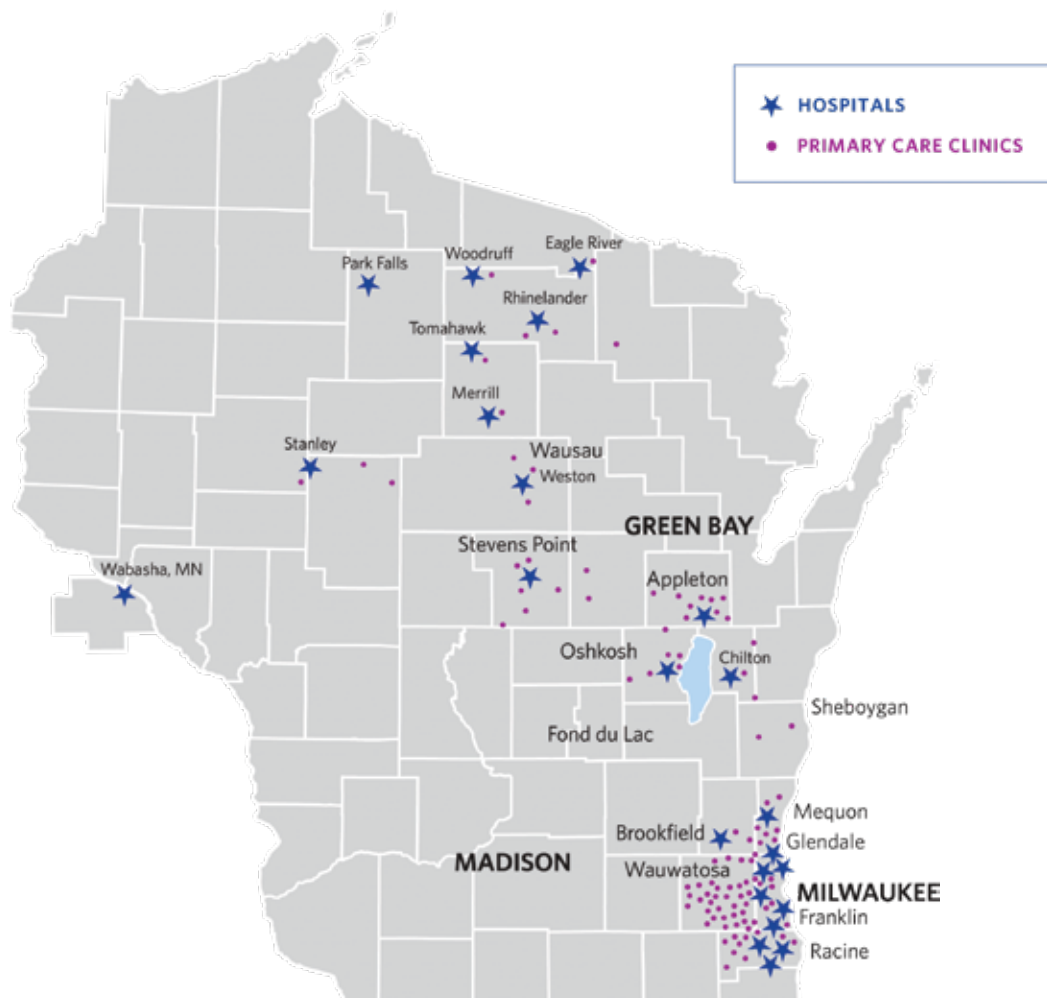 HOSPITALS
PRIMARY CARE CLINICS
Eagle River
Woodruff
Park Falls
Rhinelander
Tomahawk
Merrill
Stanley
Wausau
Weston
GREEN BAY
Stevens Point
Wabasha, MN
Appleton
Oshkosh
Chilton
Sheboygan
Fond du Lac
Mequon
Brookfield
Glendale
MADISON
Wauwatosa
MILWAUKEE
Franklin
Racine